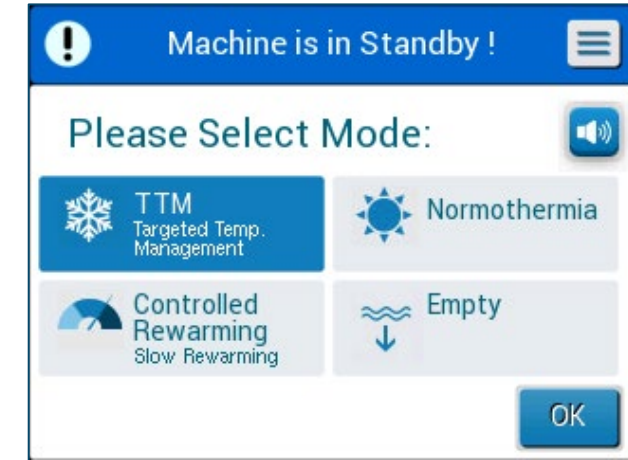 Machine is in Standby !
Please Select Mode:
TTM
Targeted Temp.
Management
Normothermia
Controlled
Rewarming
Slow Rewarming
Empty
OK